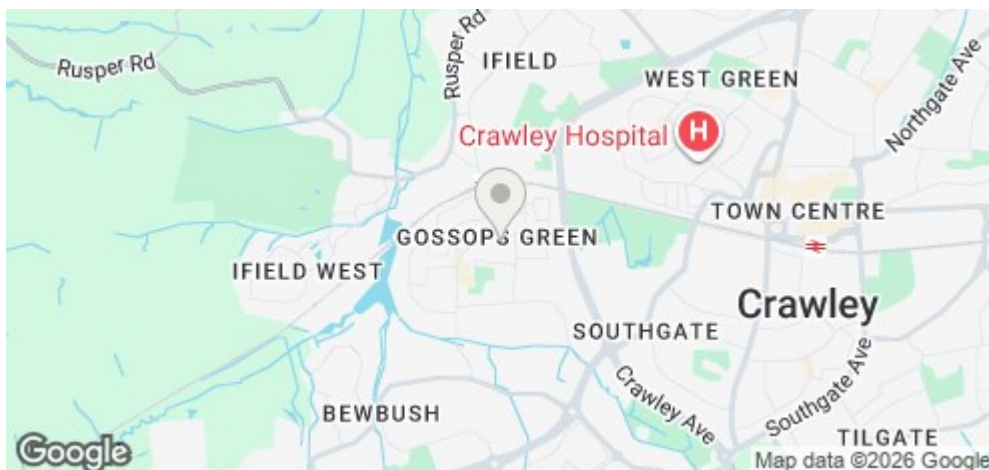 Rusper Rd
Rusper Rd
IFIELD
WEST GREEN
Northgate Ave
Crawley Hospital
H
TOWN CENTRE
GOSSOPS GREEN
IFIELD WEST
Crawley
SOUTHGATE
Crawley Ave
Southgate Ave
BEWBUSH
TILGATE
Google
Map data ©2026 Google